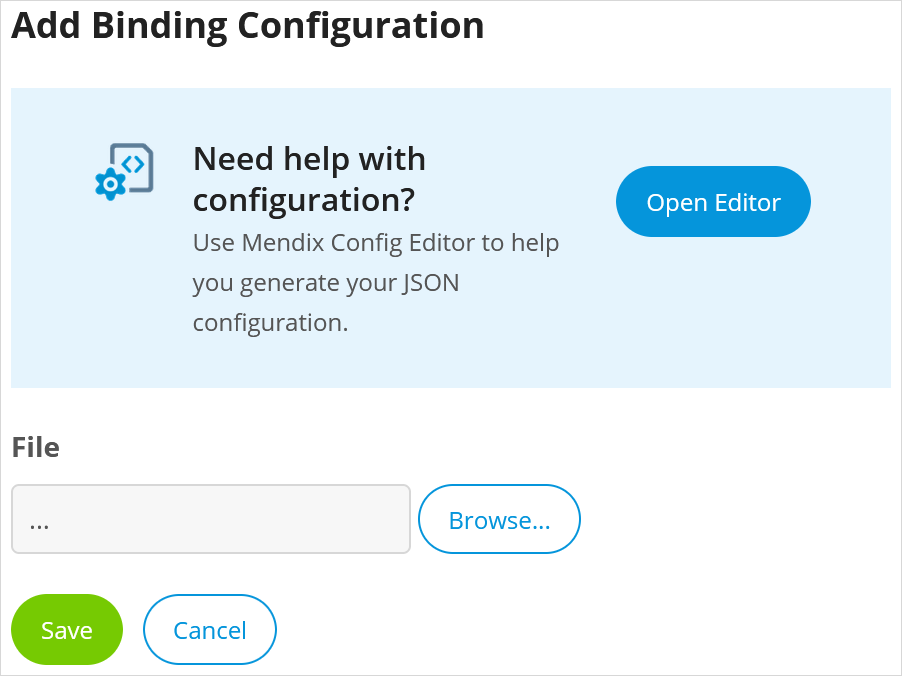 Add Binding Configuration
Need help with
configuration?
Use Mendix Config Editor to help
you generate your JSON
configuration.
Open Editor
File
...
Browse...
Save
Cancel